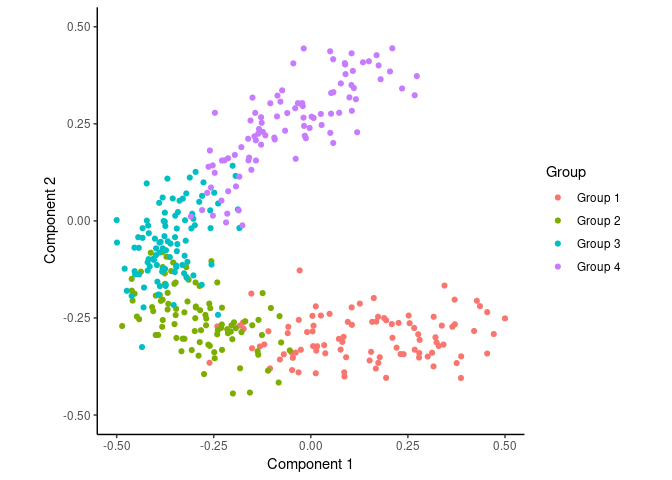 0.50
0.25
0.00
-0.25
-0.50
Component 2
-0.50
-0.25
0.00
0.25
0.50
Component 1
Group
Group 1
Group 2
Group 3
Group 4